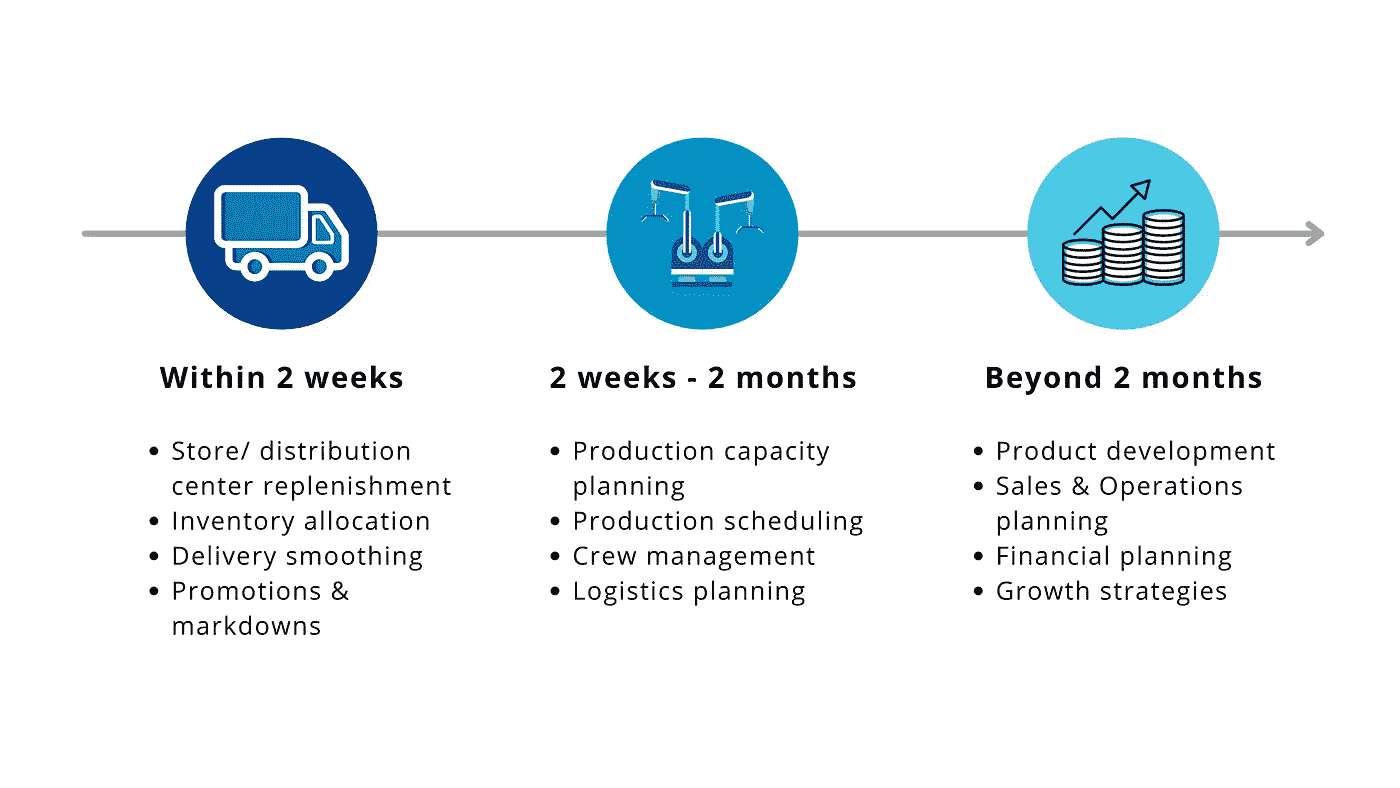 Within 2 weeks
• Store/ distribution
center replenishment
• Inventory allocation
• Delivery smoothing
• Promotions &
markdowns
2 weeks - 2 months
• Production capacity
planning
• Production scheduling
• Crew management
• Logistics planning
Beyond 2 months
• Product development
• Sales & Operations
planning
• Financial planning
• Growth strategies